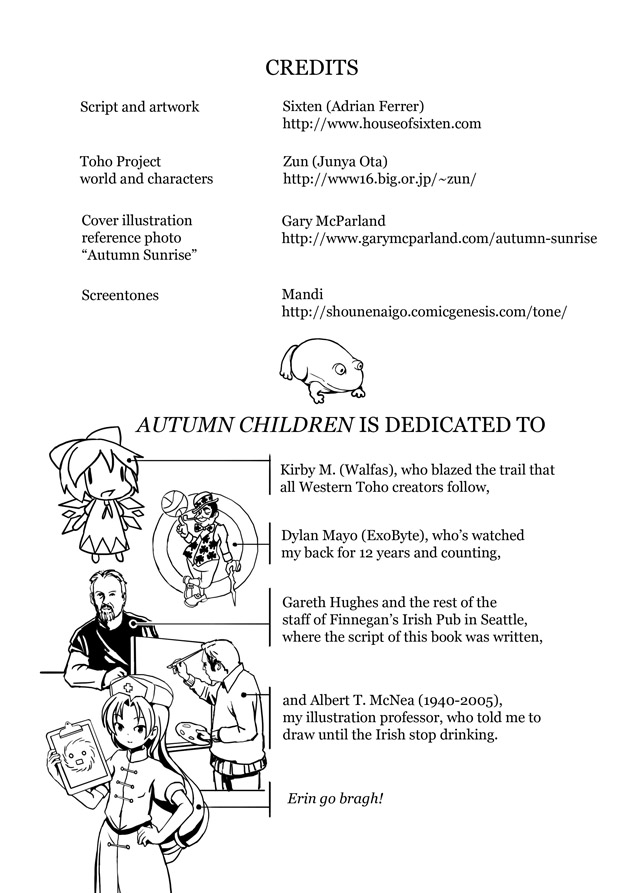 CREDITS
Script and artwork
Sixten (Adrian Ferrer)
http://www.houseofsixten.com
Toho Project
world and characters
Zun (Junya Ota)
http://www16.big.or.jp/~zun/
Cover illustration
reference photo
“Autumn Sunrise”
Gary McParland
http://www.garymcparland.com/autumn-sunrise
Screentones
Mandi
http://shounenaigo.comicgenesis.com/tone/
AUTUMN CHILDREN IS DEDICATED TO
Kirby M. (Walfas), who blazed the trail that
all Western Toho creators follow,
Dylan Mayo (ExoByte), who’s watched
my back for 12 years and counting,
Gareth Hughes and the rest of the
staff of Finnegan’s Irish Pub in Seattle,
where the script of this book was written,
and Albert T. McNea (1940-2005),
my illustration professor, who told me to
draw until the Irish stop drinking.
Erin go bragh!